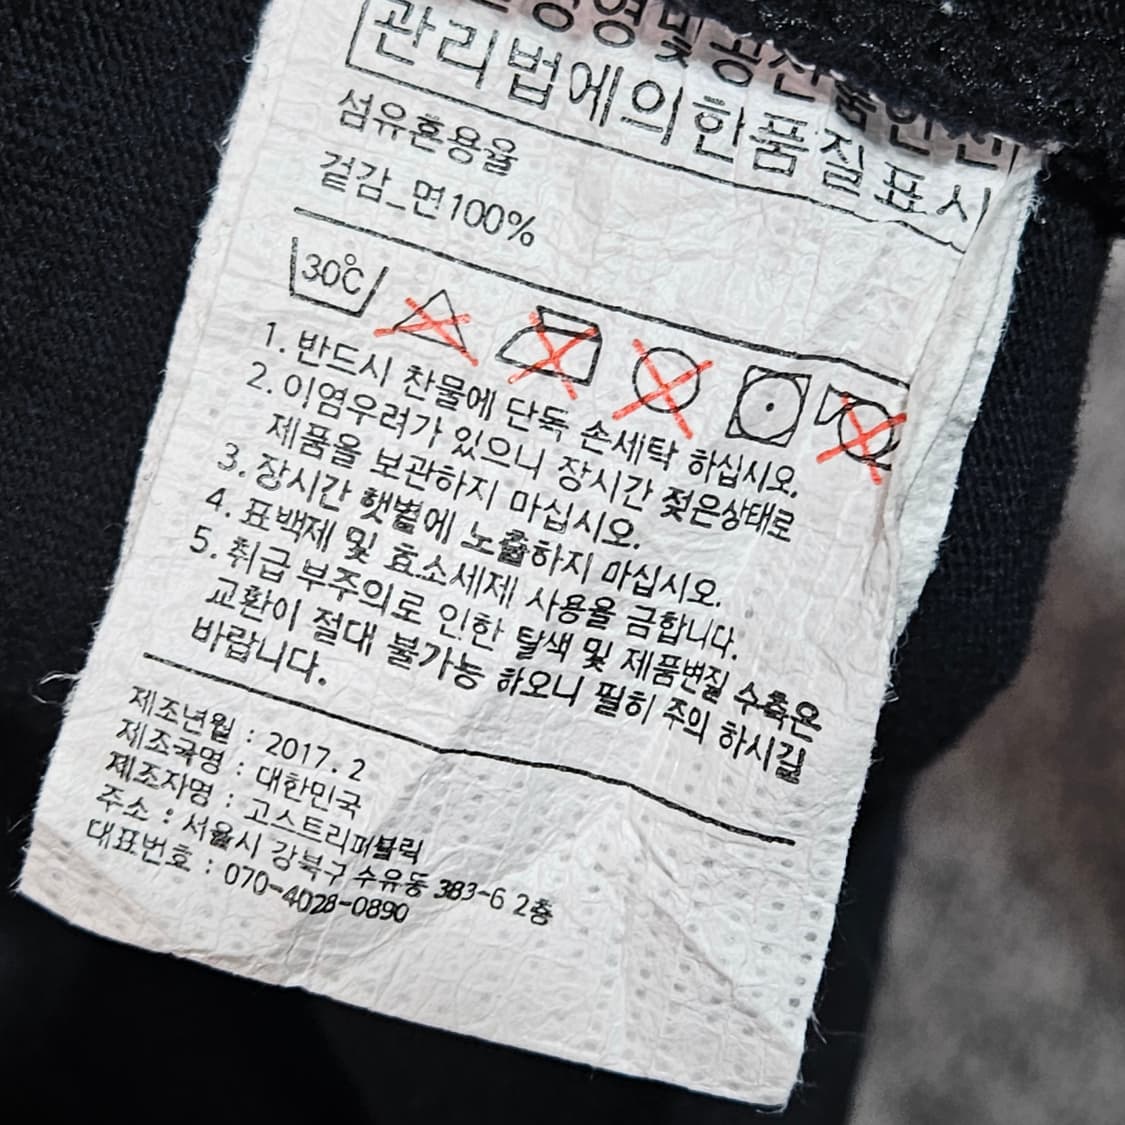 관리법에의한품질표시
섬유혼용율
겉감_면100%
30℃
1. 반드시 찬물에 단독 손세탁 하십시오.
2. 이염우려가 있으니 장시간 젖은상태로
제품을 보관하지 마십시오.
3. 장시간 햇볕에 노출하지 마십시오.
4. 표백제 및 효소세제 사용을 금합니다.
5. 취급 부주의로 인한 탈색 및 제품변질 수축은
교환이 절대 불가능 하오니 필히 주의 하시길
바랍니다.
제조년월 : 2017. 2
제조국명 : 대한민국
제조자명 : 고스트리퍼블릭
주소 : 서울시 강북구 수유동 383-6 2층
대표번호 : 070-4028-0890